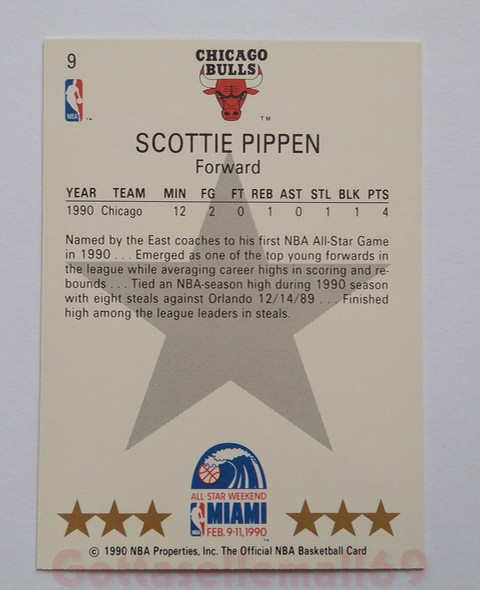 9
CHICAGO
BULLS
TM
NBA
SCOTTIE PIPPEN
Forward
YEAR TEAM MIN FG FT REB AST STL BLK PTS
1990 Chicago 12 2 0 1 0 1 1 4
Named by the East coaches to his first NBA All-Star Game
in 1990 . . . Emerged as one of the top young forwards in
the league while averaging career highs in scoring and re-
bounds . . . Tied an NBA-season high during 1990 season
with eight steals against Orlando 12/14/89 . . . Finished
high among the league leaders in steals.
ALL·STAR WEEKEND
NBA MIAMI
FEB. 9-11, 1990
© 1990 NBA Properties, Inc. The Official NBA Basketball Card
Gottasellemall69